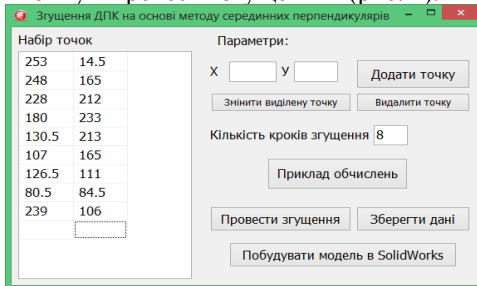 Згущення ДПК на основі методу серединних перпендикулярів
Набір точок
Параметри:
253 14.5
248 165
228 212
180 233
130.5 213
107 165
126.5 111
80.5 84.5
239 106
X У Додати точку
Змінити виділену точку Видалити точку
Кількість кроків згущення 8
Приклад обчислень
Провести згущення Зберегти дані
Побудувати модель в SolidWorks